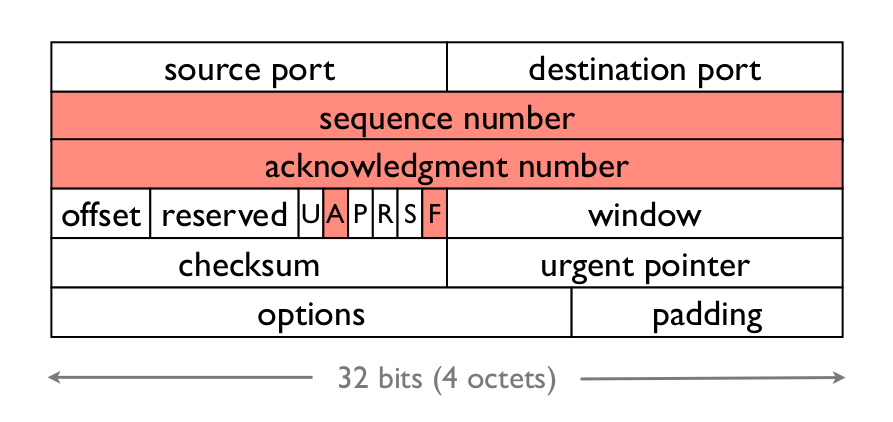 source port destination port
sequence number
acknowledgment number
offset reserved U A P R S F window
checksum urgent pointer
options padding
32 bits (4 octets)